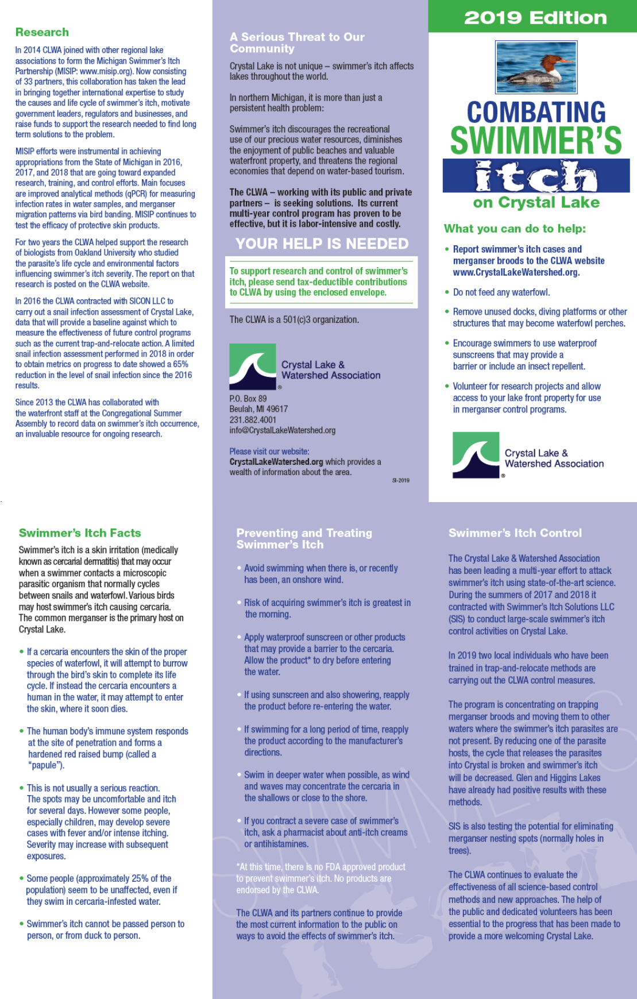 Research
In 2014 CLWA joined with other regional lake
associations to form the Michigan Swimmer's Itch
Partnership (MISIP: www.misip.org). Now consisting
of 33 partners, this collaboration has taken the lead
in bringing together international expertise to study
the causes and life cycle of swimmer's itch, motivate
government leaders, regulators and businesses, and
raise funds to support the research needed to find long
term solutions to the problem.
MISIP efforts were instrumental in achieving
appropriations from the State of Michigan in 2016,
2017, and 2018 that are going toward expanded
research, training, and control efforts. Main focuses
are improved analytical methods (qPCR) for measuring
infection rates in water samples, and merganser
migration patterns via bird banding. MISIP continues to
test the efficacy of protective skin products.
For two years the CLWA helped support the research
of biologists from Oakland University who studied
the parasite's life cycle and environmental factors
influencing swimmer's itch severity. The report on that
research is posted on the CLWA website.
In 2016 the CLWA contracted with SICON LLC to
carry out a snail infection assessment of Crystal Lake,
data that will provide a baseline against which to
measure the effectiveness of future control programs
such as the current trap-and-relocate action. A limited
snail infection assessment performed in 2018 in order
to obtain metrics on progress to date showed a 65%
reduction in the level of snail infection since the 2016
results.
Since 2013 the CLWA has collaborated with
the waterfront staff at the Congregational Summer
Assembly to record data on swimmer's itch occurrence,
an invaluable resource for ongoing research.
A Serious Threat to Our
Community
Crystal Lake is not unique – swimmer's itch affects
lakes throughout the world.
In northern Michigan, it is more than just a
persistent health problem:
Swimmer's itch discourages the recreational
use of our precious water resources, diminishes
the enjoyment of public beaches and valuable
waterfront property, and threatens the regional
economies that depend on water-based tourism.
The CLWA – working with its public and private
partners – is seeking solutions. Its current
multi-year control program has proven to be
effective, but it is labor-intensive and costly.
YOUR HELP IS NEEDED
To support research and control of swimmer's
itch, please send tax-deductible contributions
to CLWA by using the enclosed envelope.
The CLWA is a 501(c)3 organization.
Crystal Lake &
Watershed Association
®
P.O. Box 89
Beulah, MI 49617
231.882.4001
info@CrystalLakeWatershed.org
Please visit our website:
CrystalLakeWatershed.org which provides a
wealth of information about the area.
SI-2019
2019 Edition
COMBATING
SWIMMER'S
itch
on Crystal Lake
What you can do to help:
• Report swimmer's itch cases and
merganser broods to the CLWA website
www.CrystalLakeWatershed.org.
• Do not feed any waterfowl.
• Remove unused docks, diving platforms or other
structures that may become waterfowl perches.
• Encourage swimmers to use waterproof
sunscreens that may provide a
barrier or include an insect repellent.
• Volunteer for research projects and allow
access to your lake front property for use
in merganser control programs.
Crystal Lake &
Watershed Association
®
Swimmer's Itch Facts
Swimmer's itch is a skin irritation (medically
known as cercarial dermatitis) that may occur
when a swimmer contacts a microscopic
parasitic organism that normally cycles
between snails and waterfowl. Various birds
may host swimmer's itch causing cercaria.
The common merganser is the primary host on
Crystal Lake.
• If a cercaria encounters the skin of the proper
species of waterfowl, it will attempt to burrow
through the bird's skin to complete its life
cycle. If instead the cercaria encounters a
human in the water, it may attempt to enter
the skin, where it soon dies.
• The human body's immune system responds
at the site of penetration and forms a
hardened red raised bump (called a
"papule").
• This is not usually a serious reaction.
The spots may be uncomfortable and itch
for several days. However some people,
especially children, may develop severe
cases with fever and/or intense itching.
Severity may increase with subsequent
exposures.
• Some people (approximately 25% of the
population) seem to be unaffected, even if
they swim in cercaria-infested water.
• Swimmer's itch cannot be passed person to
person, or from duck to person.
Preventing and Treating
Swimmer's Itch
• Avoid swimming when there is, or recently
has been, an onshore wind.
• Risk of acquiring swimmer's itch is greatest in
the morning.
• Apply waterproof sunscreen or other products
that may provide a barrier to the cercaria.
Allow the product* to dry before entering
the water.
• If using sunscreen and also showering, reapply
the product before re-entering the water.
• If swimming for a long period of time, reapply
the product according to the manufacturer's
directions.
• Swim in deeper water when possible, as wind
and waves may concentrate the cercaria in
the shallows or close to the shore.
• If you contract a severe case of swimmer's
itch, ask a pharmacist about anti-itch creams
or antihistamines.
*At this time, there is no FDA approved product
to prevent swimmer's itch. No products are
endorsed by the CLWA.
The CLWA and its partners continue to provide
the most current information to the public on
ways to avoid the effects of swimmer's itch.
Swimmer's Itch Control
The Crystal Lake & Watershed Association
has been leading a multi-year effort to attack
swimmer's itch using state-of-the-art science.
During the summers of 2017 and 2018 it
contracted with Swimmer's Itch Solutions LLC
(SIS) to conduct large-scale swimmer's itch
control activities on Crystal Lake.
In 2019 two local individuals who have been
trained in trap-and-relocate methods are
carrying out the CLWA control measures.
The program is concentrating on trapping
merganser broods and moving them to other
waters where the swimmer's itch parasites are
not present. By reducing one of the parasite
hosts, the cycle that releases the parasites
into Crystal is broken and swimmer's itch
will be decreased. Glen and Higgins Lakes
have already had positive results with these
methods.
SIS is also testing the potential for eliminating
merganser nesting spots (normally holes in
trees).
The CLWA continues to evaluate the
effectiveness of all science-based control
methods and new approaches. The help of
the public and dedicated volunteers has been
essential to the progress that has been made to
provide a more welcoming Crystal Lake.
SWIMMER'S
itch